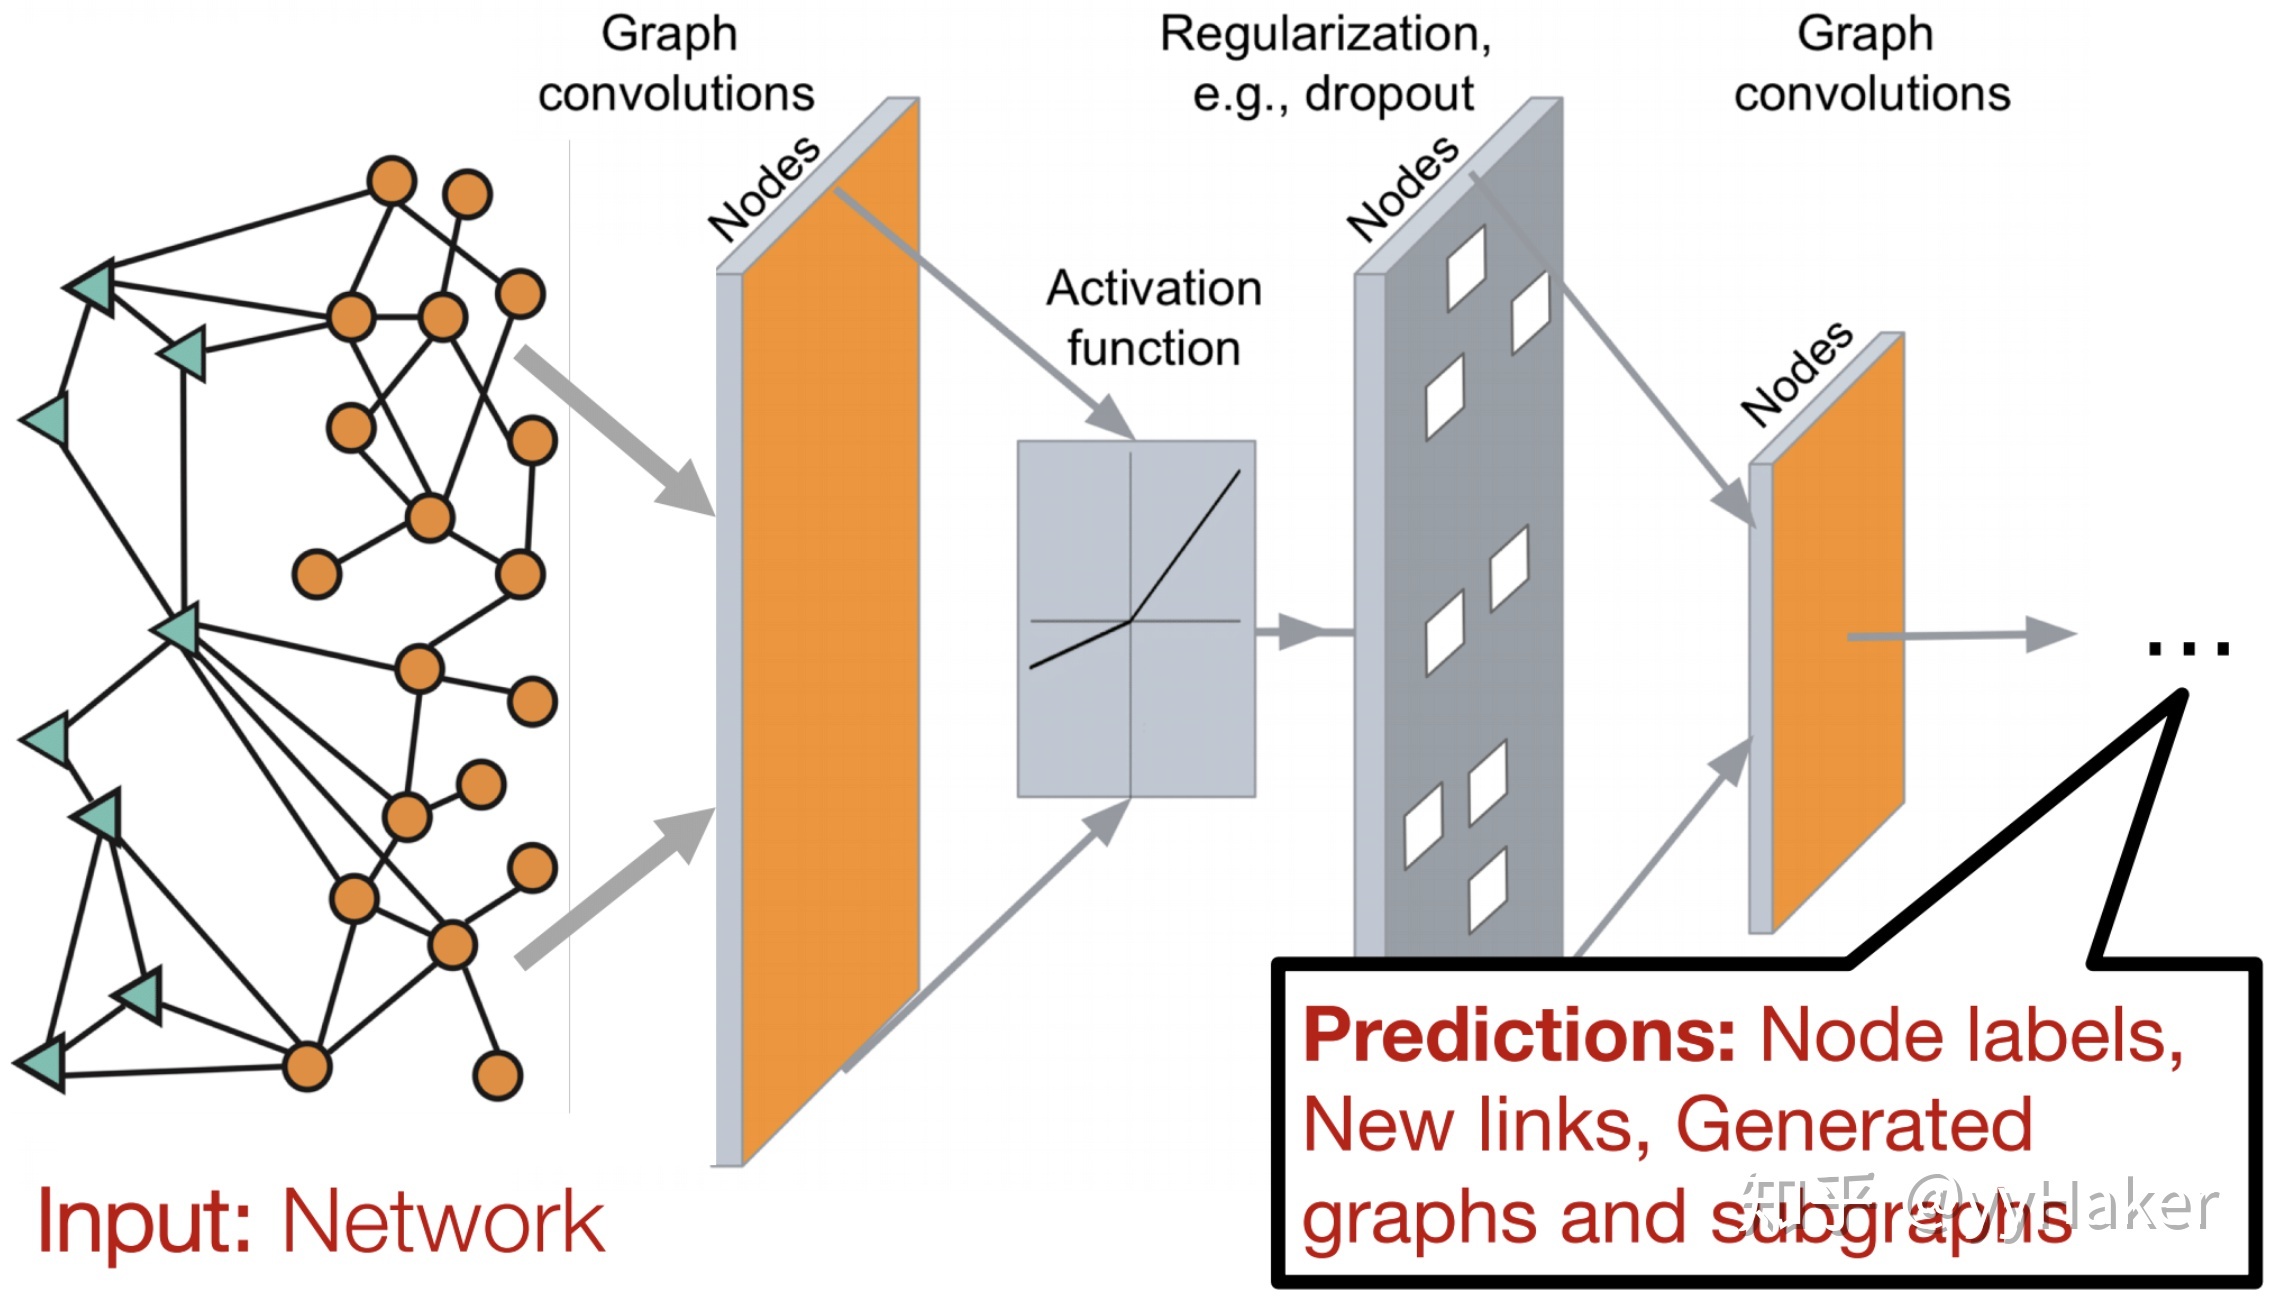 Graph
convolutions
Regularization,
e.g., dropout
Graph
convolutions
Nodes
Nodes
Activation
function
Nodes
...
Predictions: Node labels,
New links, Generated
graphs and subgraphs
知乎 @yyHaker
Input: Network